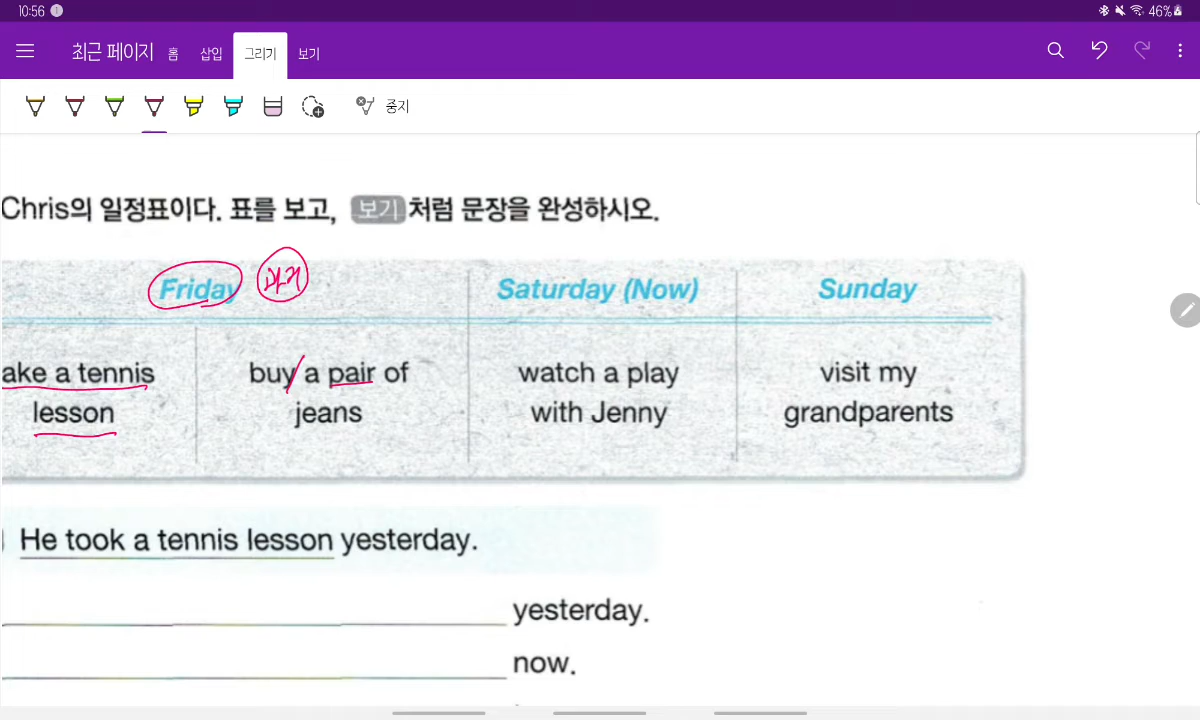 10:56
46%
최근 페이지 홈 삽입 그리기 보기
중지
Chris의 일정표이다. 표를 보고, 보기 처럼 문장을 완성하시오.
Friday 과거 Saturday (Now) Sunday
ake a tennis buy a pair of watch a play visit my
lesson jeans with Jenny grandparents
He took a tennis lesson yesterday.
yesterday.
now.